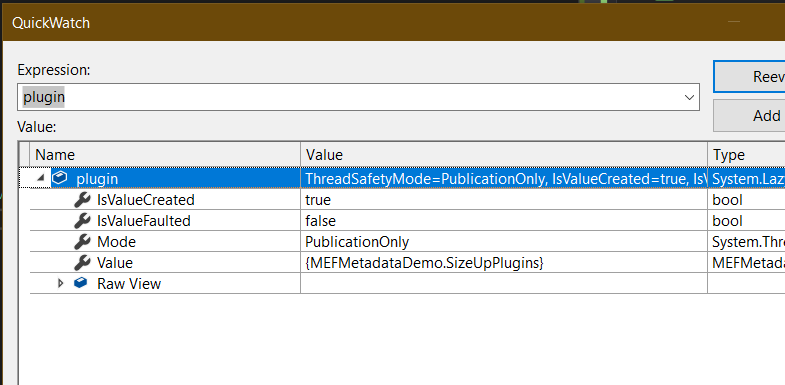 QuickWatch
Expression:
Reev
plugin
Add
Value:
Name Value Type
plugin ThreadSafetyMode=PublicationOnly, IsValueCreated=true, IsV System.Laz
IsValueCreated true bool
IsValueFaulted false bool
Mode PublicationOnly System.Thre
Value {MEFMetadataDemo.SizeUpPlugins} MEFMetada
Raw View